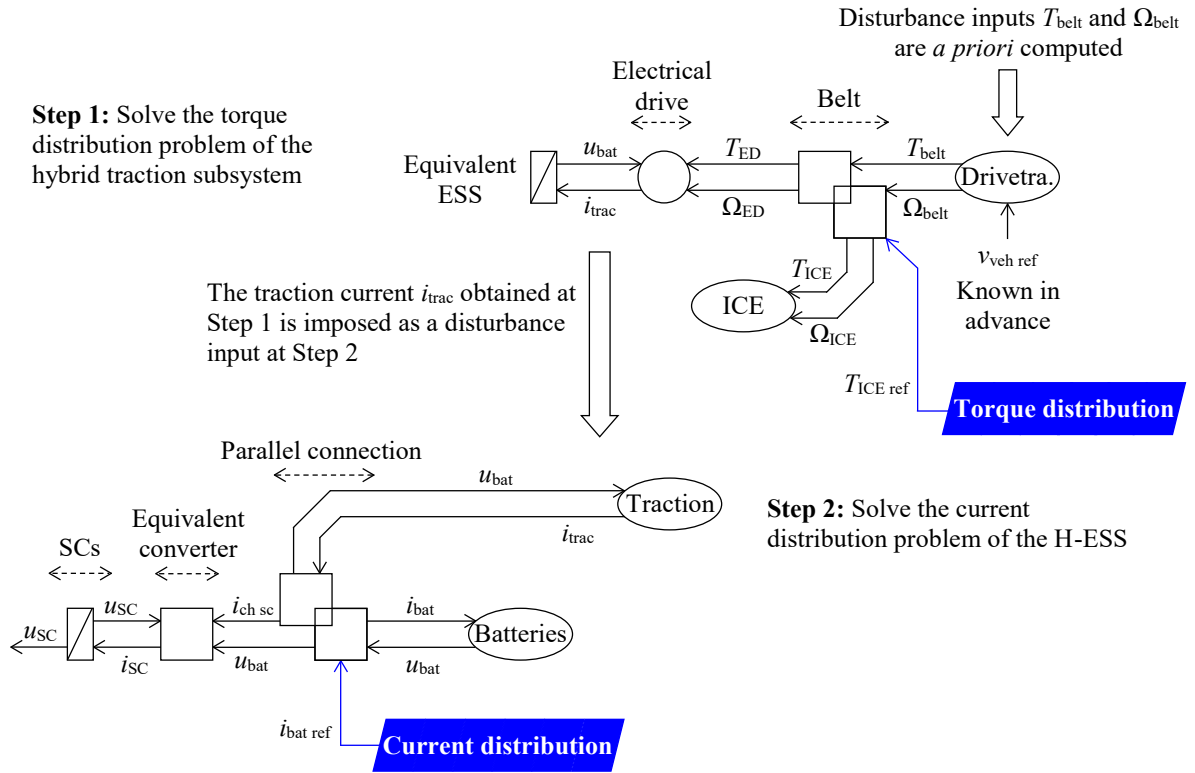 Disturbance inputs T_belt and Ω_belt
are a priori computed
Step 1: Solve the torque
distribution problem of the
hybrid traction subsystem
Electrical
drive
Belt
Equivalent
ESS
u_bat
i_trac
T_ED
Ω_ED
T_belt
Ω_belt
Drivetra.
v_veh ref
Known in
advance
T_ICE
Ω_ICE
ICE
T_ICE ref
Torque distribution
The traction current i_trac obtained at
Step 1 is imposed as a disturbance
input at Step 2
Parallel connection
u_bat
i_trac
Traction
Step 2: Solve the current
distribution problem of the H-ESS
SCs
Equivalent
converter
u_SC
u_SC
i_SC
i_ch sc
u_bat
i_bat
u_bat
Batteries
i_bat ref
Current distribution